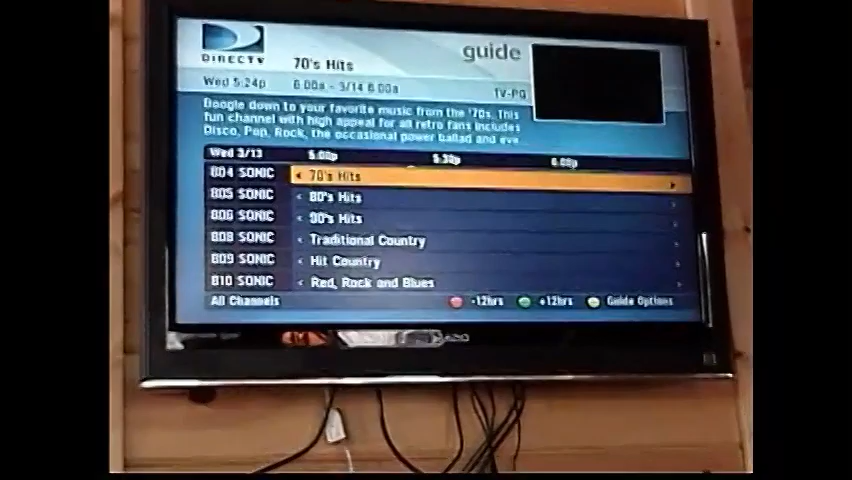 DIRECTV
guide
70's Hits
Wed 5:24p 6:00a - 3/14 6:00a TV-PG
Boogie down to your favorite music from the '70s. This
fun channel with high appeal for all retro fans includes
Disco, Pop, Rock, the occasional power ballad and eve
Wed 3/13 5:00p 5:30p 6:00p
804 SONIC < 70's Hits
805 SONIC < 80's Hits
806 SONIC < 90's Hits
808 SONIC < Traditional Country
809 SONIC < Hit Country
810 SONIC < Red, Rock and Blues
All Channels -12hrs +12hrs Guide Options